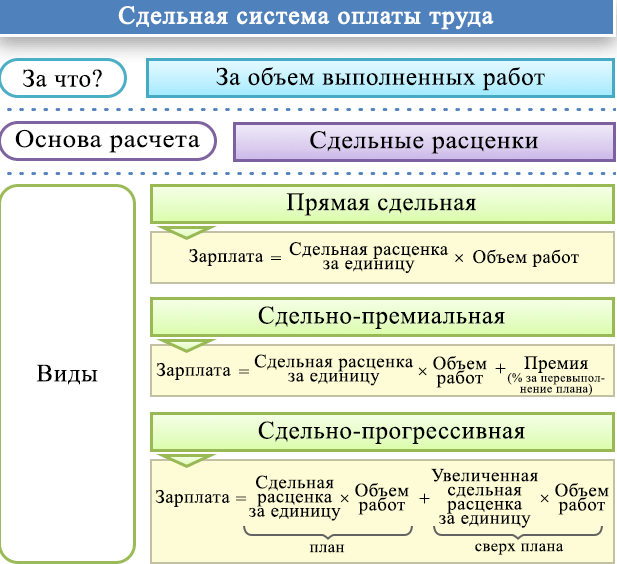 Сдельная система оплаты труда
За что?
За объем выполненных работ
Основа расчета
Сдельные расценки
Виды
Прямая сдельная
Зарплата = Сдельная расценка за единицу × Объем работ
Сдельно-премиальная
Зарплата = Сдельная расценка за единицу × Объем работ + Премия (% за перевыпол-
нение плана)
Сдельно-прогрессивная
Зарплата = Сдельная расценка за единицу × Объем работ + Увеличенная сдельная расценка за единицу × Объем работ
план
сверх плана